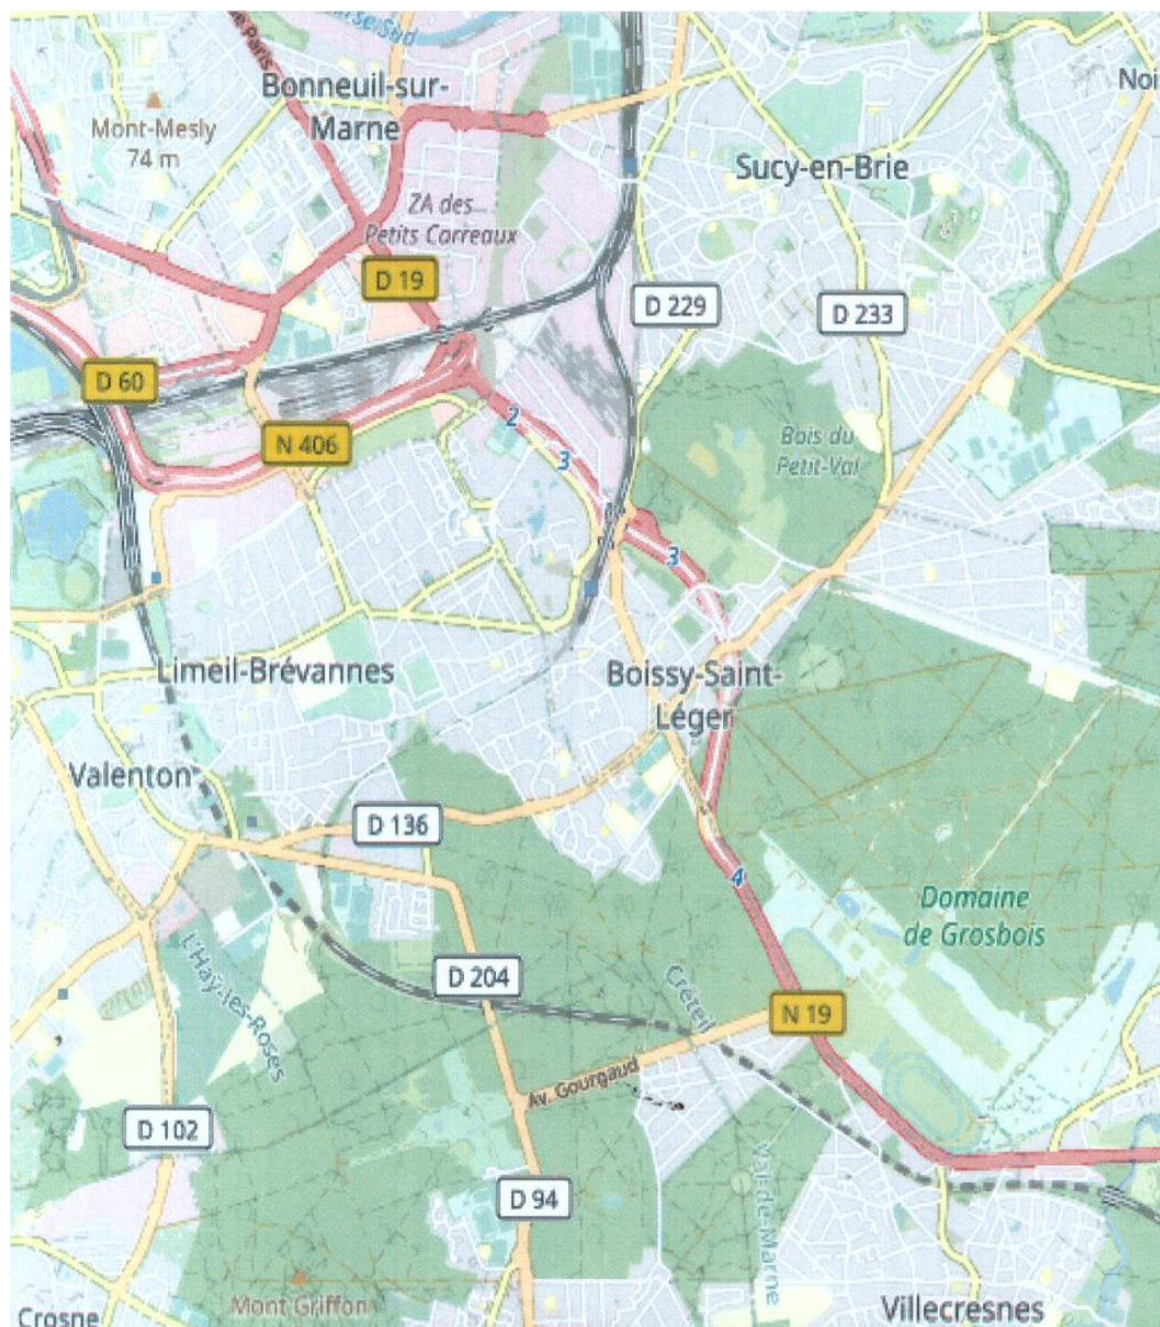 Bonneuil-sur-
Marne
Mont-Mesly
74 m
Noi
Sucy-en-Brie
ZA des
Petits Carreaux
D 19
D 229
D 233
D 60
2
N 406
3
Bois du
Petit-Val
3
Limeil-Brévannes
Boissy-Saint-
Léger
Valenton
D 136
4
Domaine
de Grosbois
L'Haÿ-les-Roses
D 204
Créteil
N 19
Av. Gourgaud
D 102
D 94
Val-de-Marne
Mont Griffon
Crosne
Villecresnes